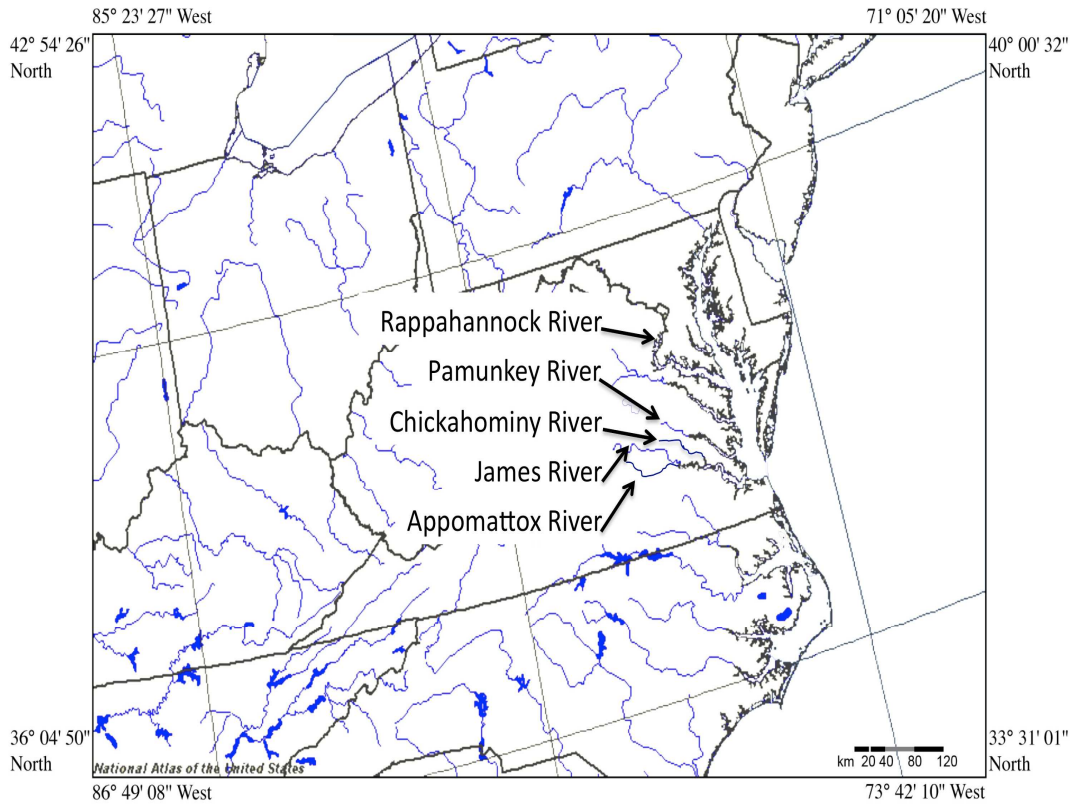 85° 23' 27" West
71° 05' 20" West
42° 54' 26"
North
40° 00' 32"
North
Rappahannock River
Pamunkey River
Chickahominy River
James River
Appomattox River
36° 04' 50"
North
33° 31' 01"
North
km 20 40 80 120
National Atlas of the United States
86° 49' 08" West
73° 42' 10" West